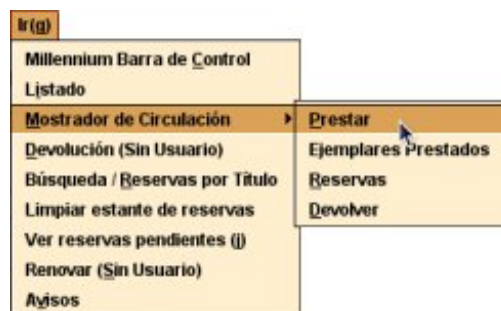 Ir(g)
Millennium Barra de Control
Listado
Mostrador de Circulación
Prestar
Devolución (Sin Usuario)
Ejemplares Prestados
Búsqueda / Reservas por Título
Reservas
Limpiar estante de reservas
Devolver
Ver reservas pendientes (j)
Renovar (Sin Usuario)
Avisos